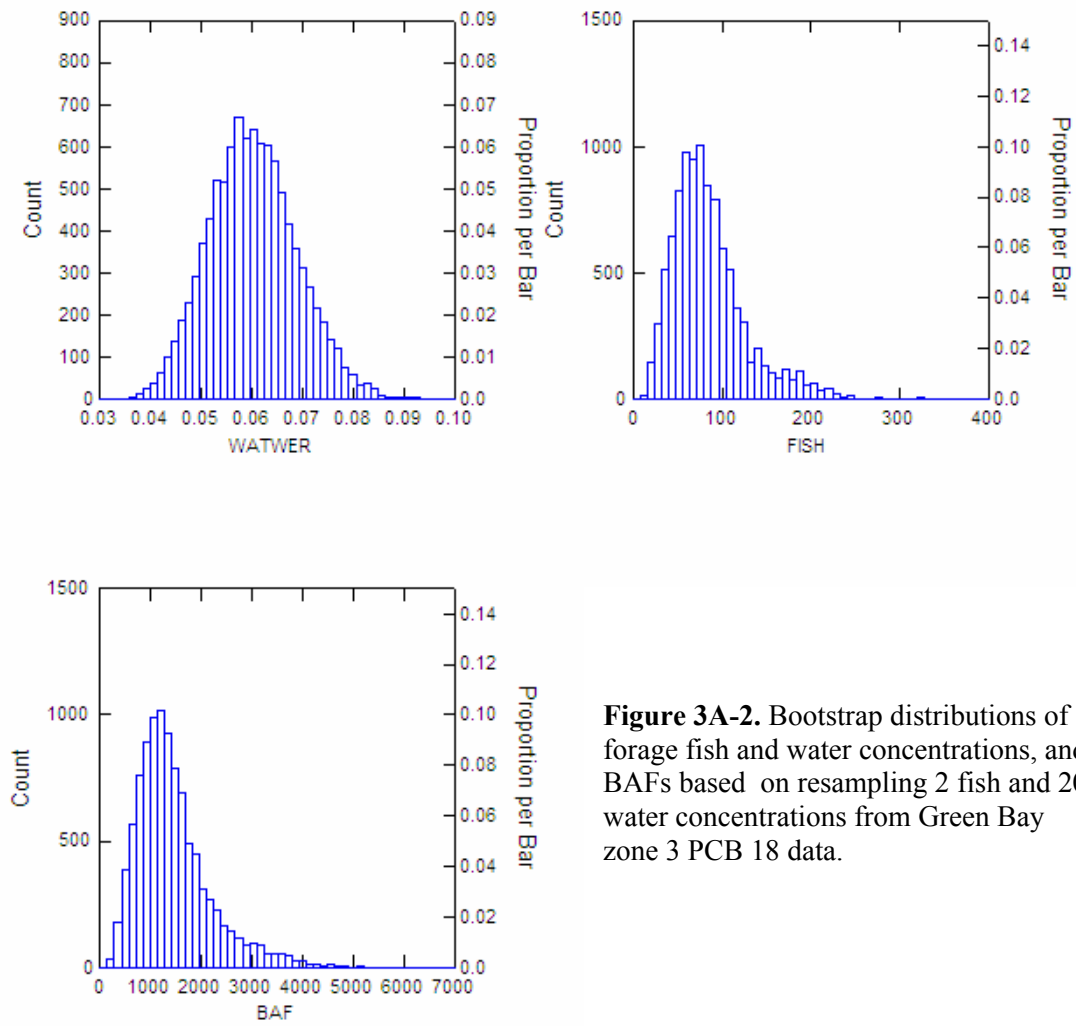 900
800
700
600
500
400
300
200
100
0
Count
0.09
0.08
0.07
0.06
0.05
0.04
0.03
0.02
0.01
0.0
Proportion per Bar
0.03 0.04 0.05 0.06 0.07 0.08 0.09 0.10
WATWER
1500
1000
500
0
Count
0.14
0.12
0.10
0.08
0.06
0.04
0.02
0.0
Proportion per Bar
0 100 200 300 400
FISH
1500
1000
500
0
Count
0.14
0.12
0.10
0.08
0.06
0.04
0.02
0.0
Proportion per Bar
0 1000 2000 3000 4000 5000 6000 7000
BAF
Figure 3A-2. Bootstrap distributions of
forage fish and water concentrations, and
BAFs based on resampling 2 fish and 20
water concentrations from Green Bay
zone 3 PCB 18 data.